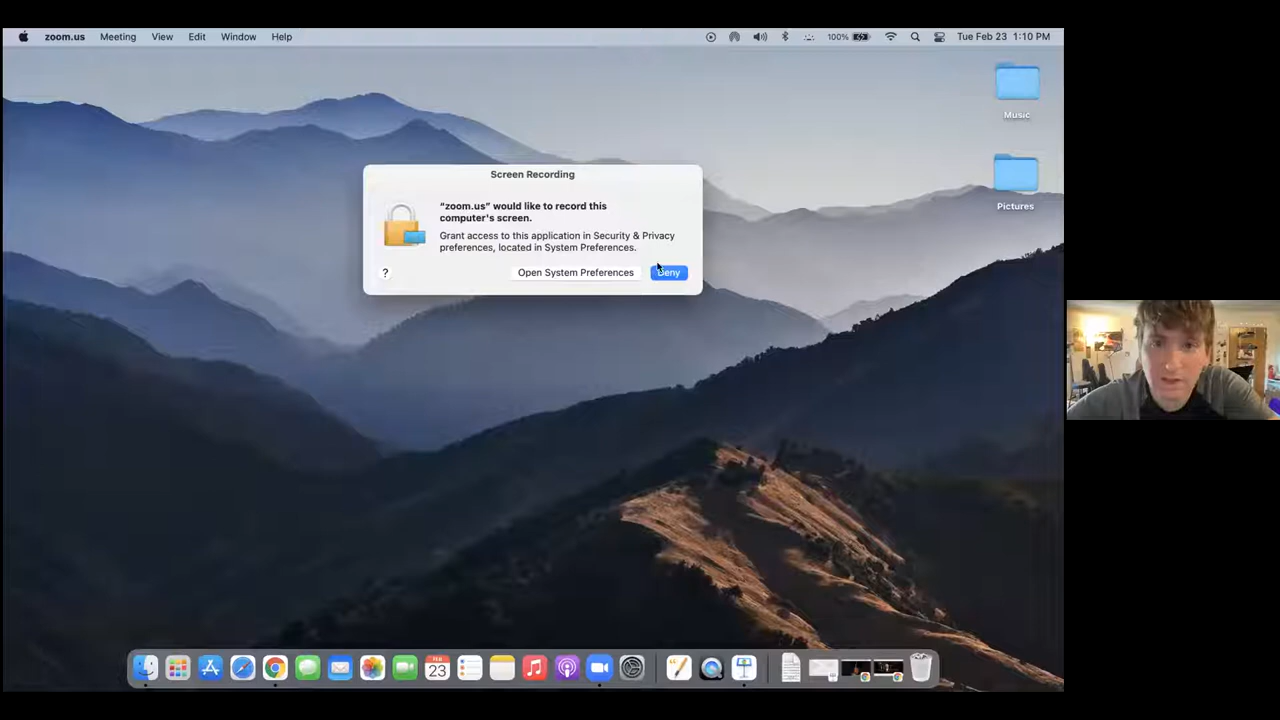 zoom.us Meeting View Edit Window Help 100% Tue Feb 23 1:10 PM
Music
Pictures
Screen Recording
“zoom.us” would like to record this
computer's screen.
Grant access to this application in Security & Privacy
preferences, located in System Preferences.
? Open System Preferences Deny
FEB
23